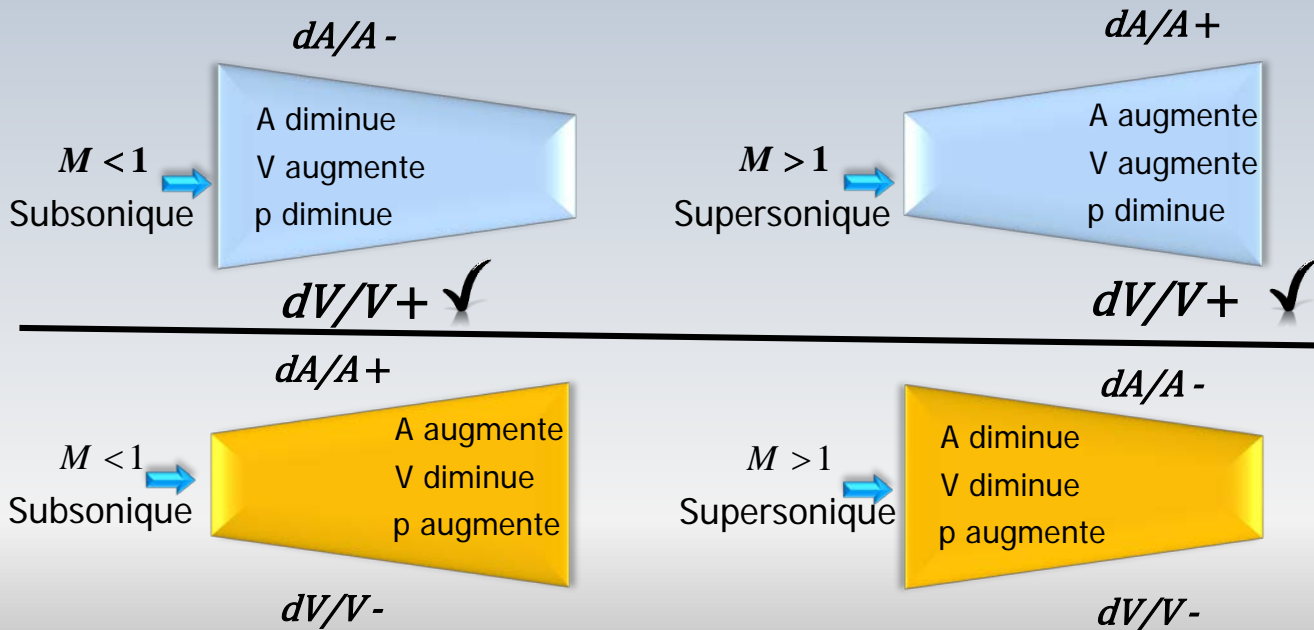 dA/A -
M < 1
Subsonique
A diminue
V augmente
p diminue
dV/V +
dA/A +
M > 1
Supersonique
A augmente
V augmente
p diminue
dV/V +
dA/A +
M < 1
Subsonique
A augmente
V diminue
p augmente
dV/V -
dA/A -
M > 1
Supersonique
A diminue
V diminue
p augmente
dV/V -